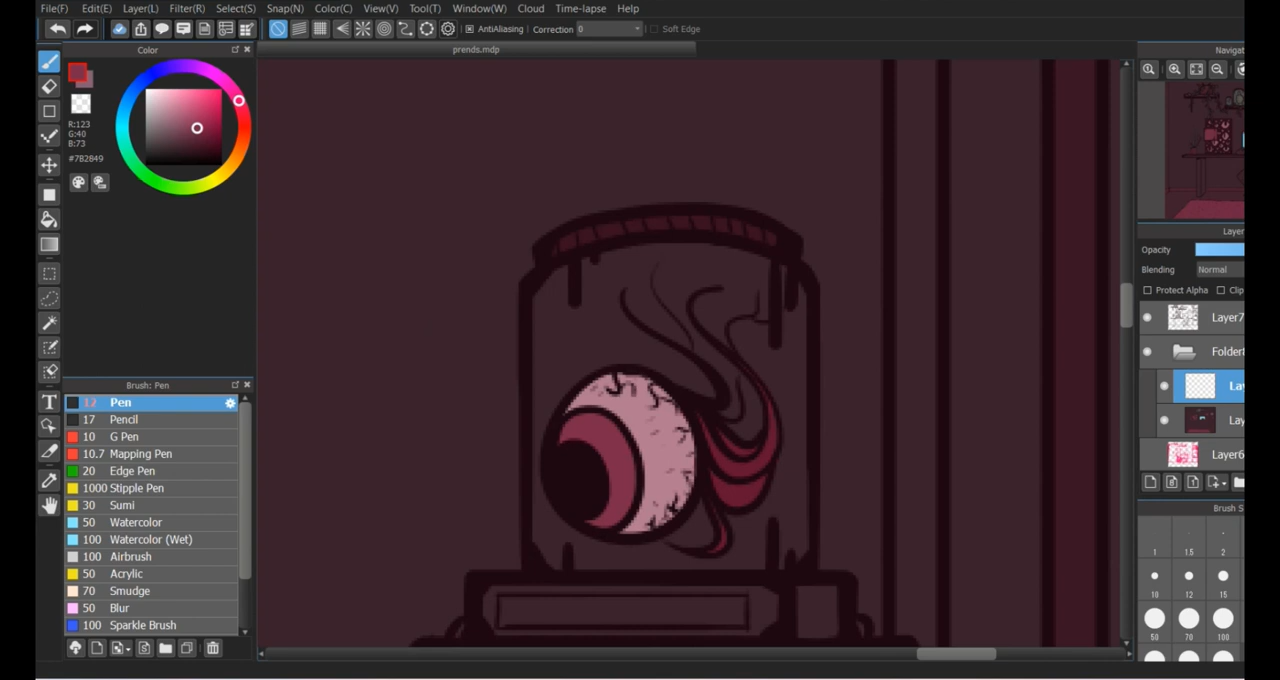 File(F) Edit(E) Layer(L) Filter(R) Select(S) Snap(N) Color(C) View(V) Tool(T) Window(W) Cloud Time-lapse Help
AntiAliasing Correction 0 Soft Edge
prends.mdp
Color
R:123
G:40
B:73
#7B2849
Brush: Pen
12 Pen
17 Pencil
10 G Pen
10.7 Mapping Pen
20 Edge Pen
1000 Stipple Pen
30 Sumi
50 Watercolor
100 Watercolor (Wet)
100 Airbrush
50 Acrylic
70 Smudge
50 Blur
100 Sparkle Brush
T
Navigat
Layer
Opacity
Blending Normal
Protect Alpha Clip
Layer7
Folder
Lay
Lay
Layer6
Brush S
1 1.5 2
10 12 15
50 70 100